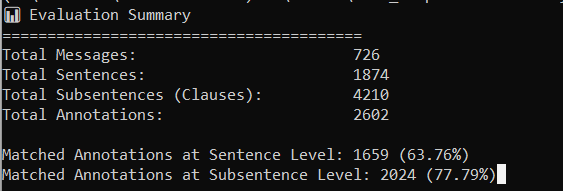 Evaluation Summary
========================================
Total Messages: 726
Total Sentences: 1874
Total Subsentences (Clauses): 4210
Total Annotations: 2602
Matched Annotations at Sentence Level: 1659 (63.76%)
Matched Annotations at Subsentence Level: 2024 (77.79%)